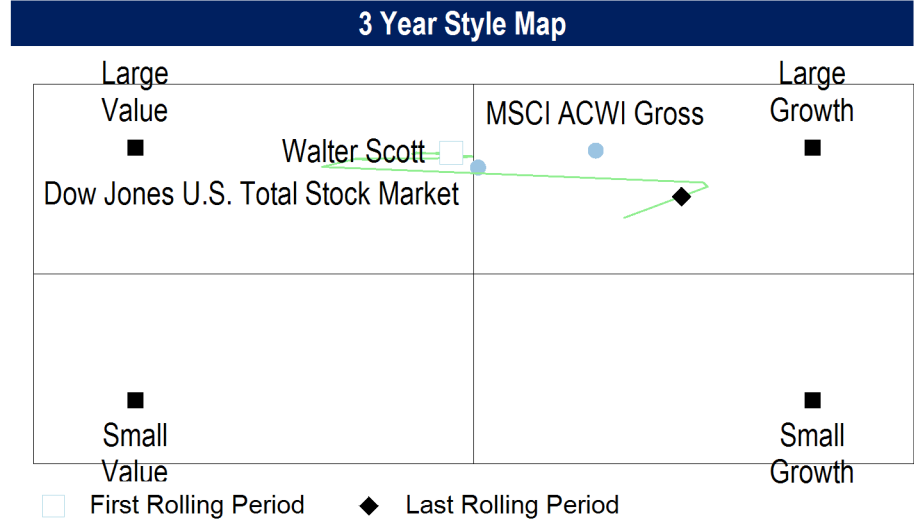 3 Year Style Map
Large
Value
Large
Growth
MSCI ACWI Gross
Walter Scott
Dow Jones U.S. Total Stock Market
Small
Value
Small
Growth
First Rolling Period
Last Rolling Period